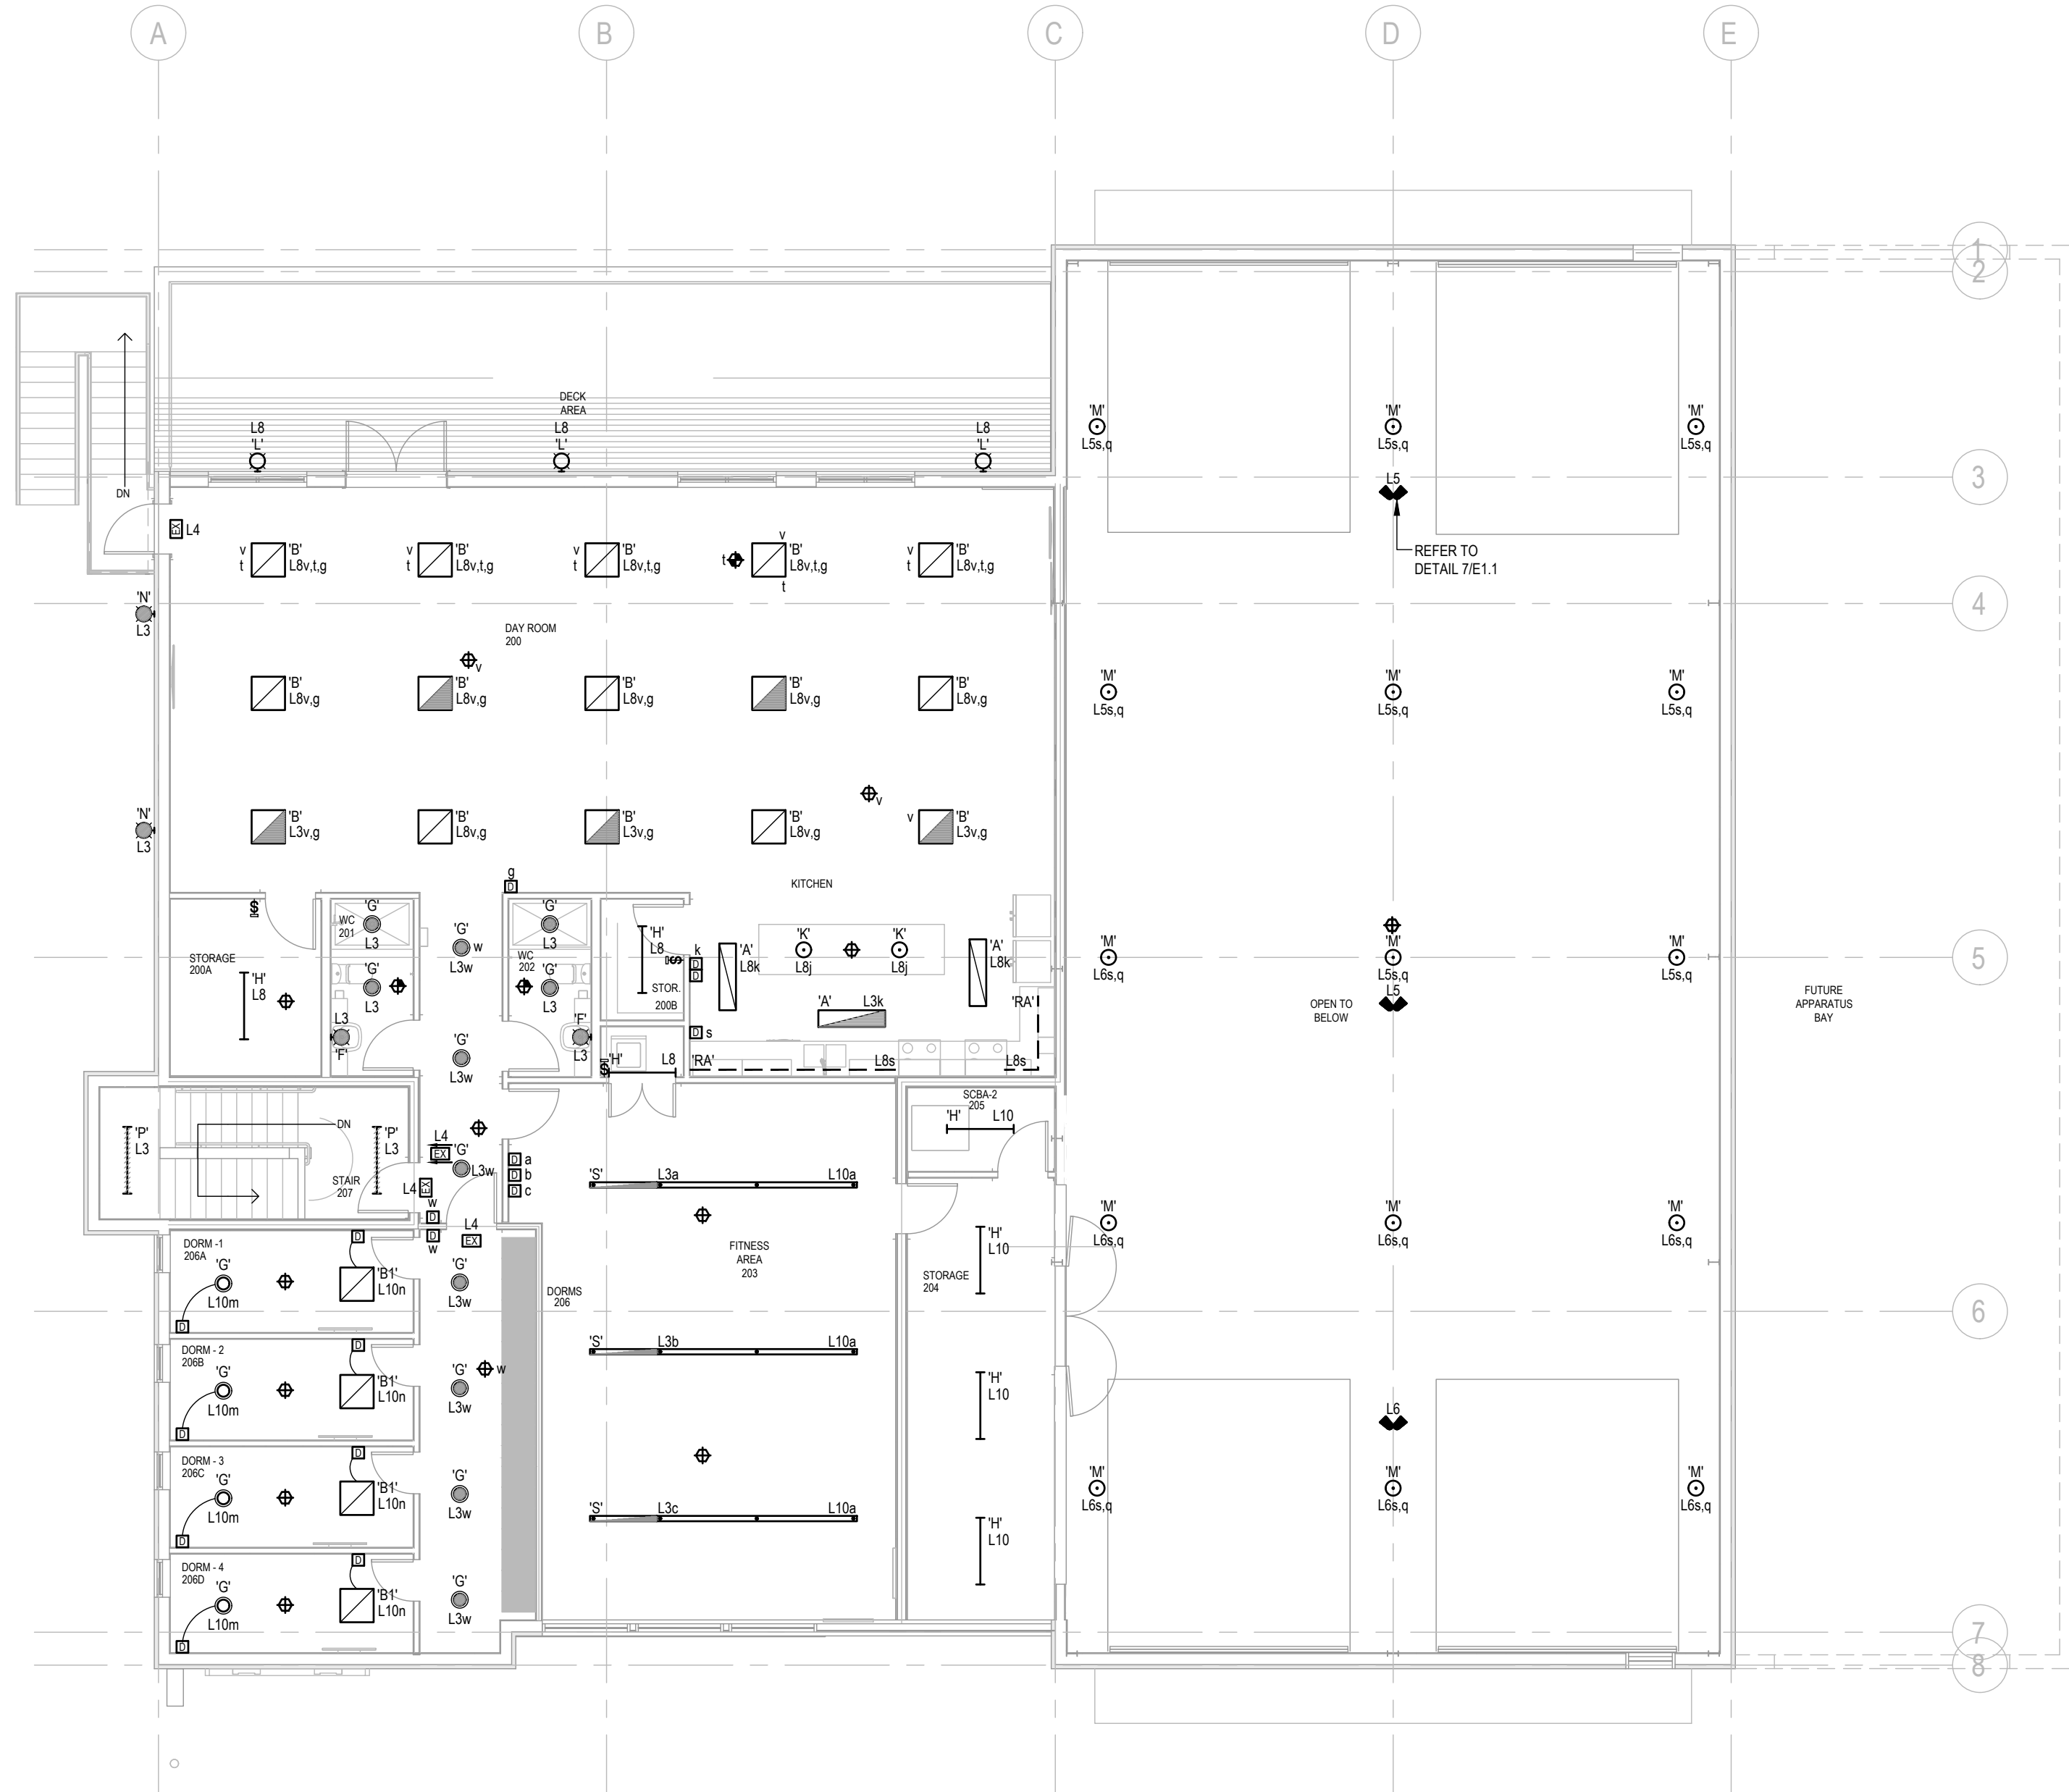 A
B
C
D
E
1
2
3
4
5
6
7
8
DECK
AREA
L8
'L'
L8
'L'
L8
'L'
DN
EX
L4
'M'
L5s,q
'M'
L5s,q
'M'
L5s,q
L5
REFER TO
DETAIL 7/E1.1
v
t
'B'
L8v,t,g
v
t
'B'
L8v,t,g
v
t
'B'
L8v,t,g
t
v
'B'
L8v,t,g
t
v
t
'B'
L8v,t,g
'N'
L3
DAY ROOM
200
v
'B'
L8v,g
'B'
L8v,g
'B'
L8v,g
'B'
L8v,g
'B'
L8v,g
'M'
L5s,q
'M'
L5s,q
'M'
L5s,q
v
'N'
L3
'B'
L3v,g
'B'
L8v,g
'B'
L3v,g
'B'
L8v,g
v
'B'
L3v,g
g
D
KITCHEN
$
STORAGE
200A
'H'
L8
WC
201
'G'
L3
'G'
L3
L3
'F'
'G'
w
L3w
'G'
L3w
WC
202
'G'
L3
'G'
L3
'F'
L3
'H'
L8
$
STOR.
200B
k
D
D
D
s
'A'
L8k
'K'
L8j
'K'
L8j
'A'
L8k
'A'
L3k
'RA'
'RA'
L8s
L8s
$
'H'
L8
'M'
L6s,q
'M'
L5s,q
'M'
L5s,q
L5
OPEN TO
BELOW
FUTURE
APPARATUS
BAY
DN
'P'
L3
'P'
L3
STAIR
207
L4
EX
'G'
L3w
L4
EX
w
D
D
w
L4
EX
D
a
D
b
D
c
SCBA-2
205
'H'
L10
'S'
L3a
L10a
'S'
L3b
L10a
'S'
L3c
L10a
FITNESS
AREA
203
STORAGE
204
'H'
L10
'H'
L10
'H'
L10
'M'
L6s,q
'M'
L6s,q
'M'
L6s,q
L6
'M'
L6s,q
'M'
L6s,q
'M'
L6s,q
DORMS
206
DORM -1
206A
'G'
L10m
D
D
'B1'
L10n
'G'
L3w
DORM - 2
206B
'G'
L10m
D
D
'B1'
L10n
'G'
L3w
w
DORM - 3
206C
'G'
L10m
D
D
'B1'
L10n
'G'
L3w
DORM - 4
206D
'G'
L10m
D
D
'B1'
L10n
'G'
L3w